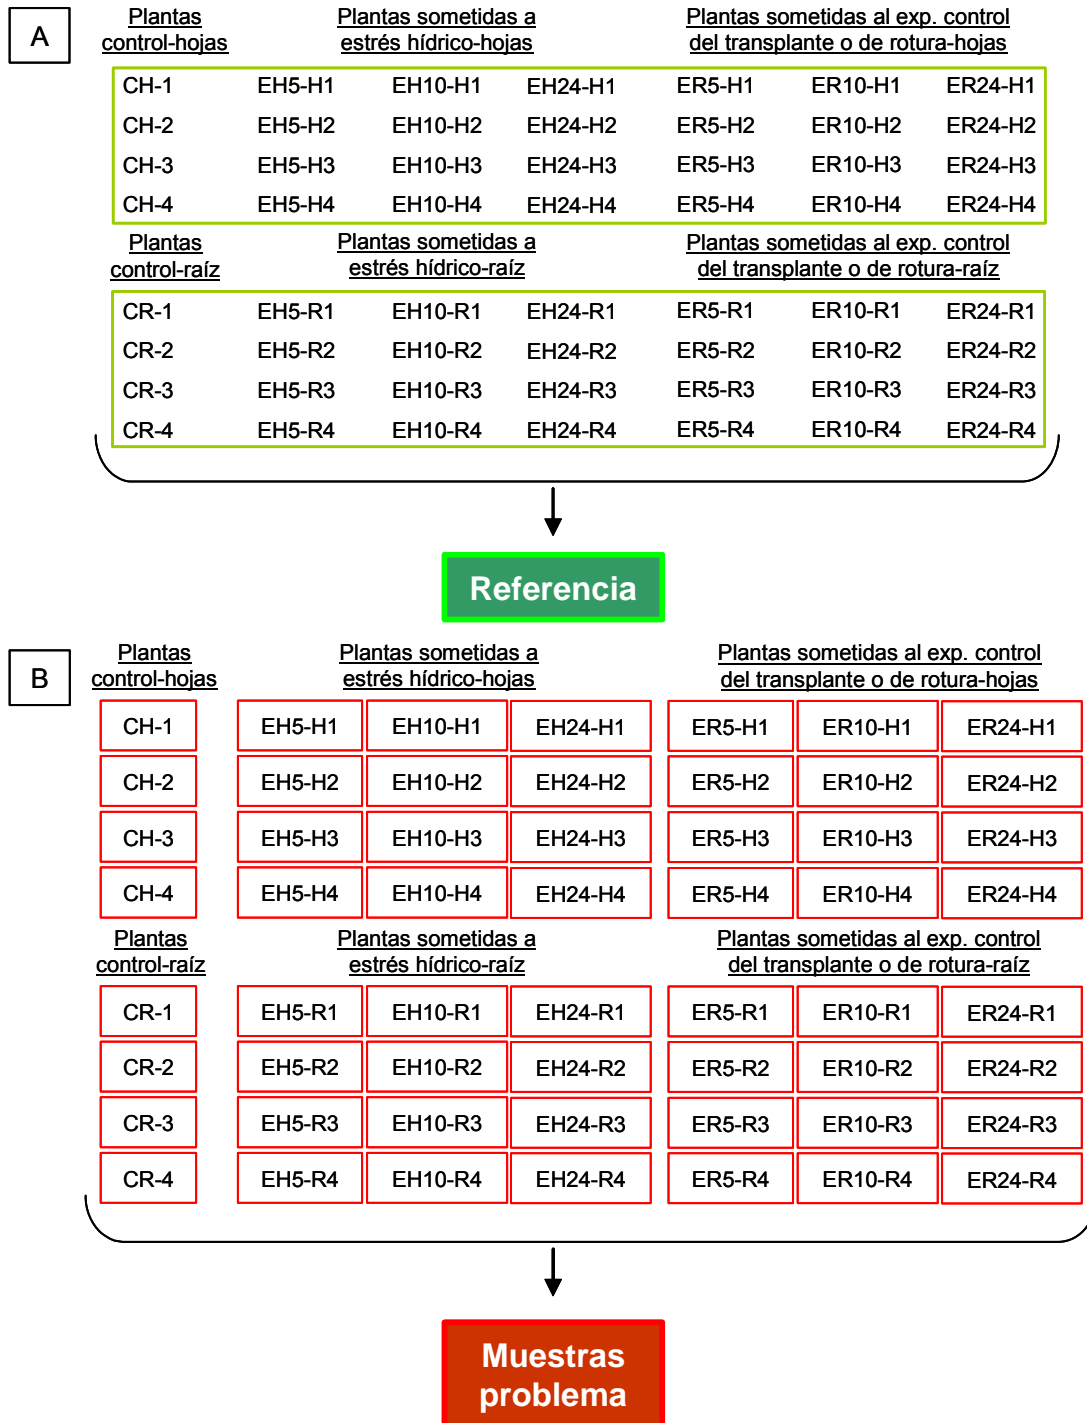 A
Plantas
control-hojas
Plantas sometidas a
estrés hídrico-hojas
Plantas sometidas al exp. control
del transplante o de rotura-hojas
CH-1 EH5-H1 EH10-H1 EH24-H1 ER5-H1 ER10-H1 ER24-H1
CH-2 EH5-H2 EH10-H2 EH24-H2 ER5-H2 ER10-H2 ER24-H2
CH-3 EH5-H3 EH10-H3 EH24-H3 ER5-H3 ER10-H3 ER24-H3
CH-4 EH5-H4 EH10-H4 EH24-H4 ER5-H4 ER10-H4 ER24-H4
Plantas
control-raíz
Plantas sometidas a
estrés hídrico-raíz
Plantas sometidas al exp. control
del transplante o de rotura-raíz
CR-1 EH5-R1 EH10-R1 EH24-R1 ER5-R1 ER10-R1 ER24-R1
CR-2 EH5-R2 EH10-R2 EH24-R2 ER5-R2 ER10-R2 ER24-R2
CR-3 EH5-R3 EH10-R3 EH24-R3 ER5-R3 ER10-R3 ER24-R3
CR-4 EH5-R4 EH10-R4 EH24-R4 ER5-R4 ER10-R4 ER24-R4
Referencia
B
Plantas
control-hojas
Plantas sometidas a
estrés hídrico-hojas
Plantas sometidas al exp. control
del transplante o de rotura-hojas
CH-1 EH5-H1 EH10-H1 EH24-H1 ER5-H1 ER10-H1 ER24-H1
CH-2 EH5-H2 EH10-H2 EH24-H2 ER5-H2 ER10-H2 ER24-H2
CH-3 EH5-H3 EH10-H3 EH24-H3 ER5-H3 ER10-H3 ER24-H3
CH-4 EH5-H4 EH10-H4 EH24-H4 ER5-H4 ER10-H4 ER24-H4
Plantas
control-raíz
Plantas sometidas a
estrés hídrico-raíz
Plantas sometidas al exp. control
del transplante o de rotura-raíz
CR-1 EH5-R1 EH10-R1 EH24-R1 ER5-R1 ER10-R1 ER24-R1
CR-2 EH5-R2 EH10-R2 EH24-R2 ER5-R2 ER10-R2 ER24-R2
CR-3 EH5-R3 EH10-R3 EH24-R3 ER5-R3 ER10-R3 ER24-R3
CR-4 EH5-R4 EH10-R4 EH24-R4 ER5-R4 ER10-R4 ER24-R4
Muestras
problema